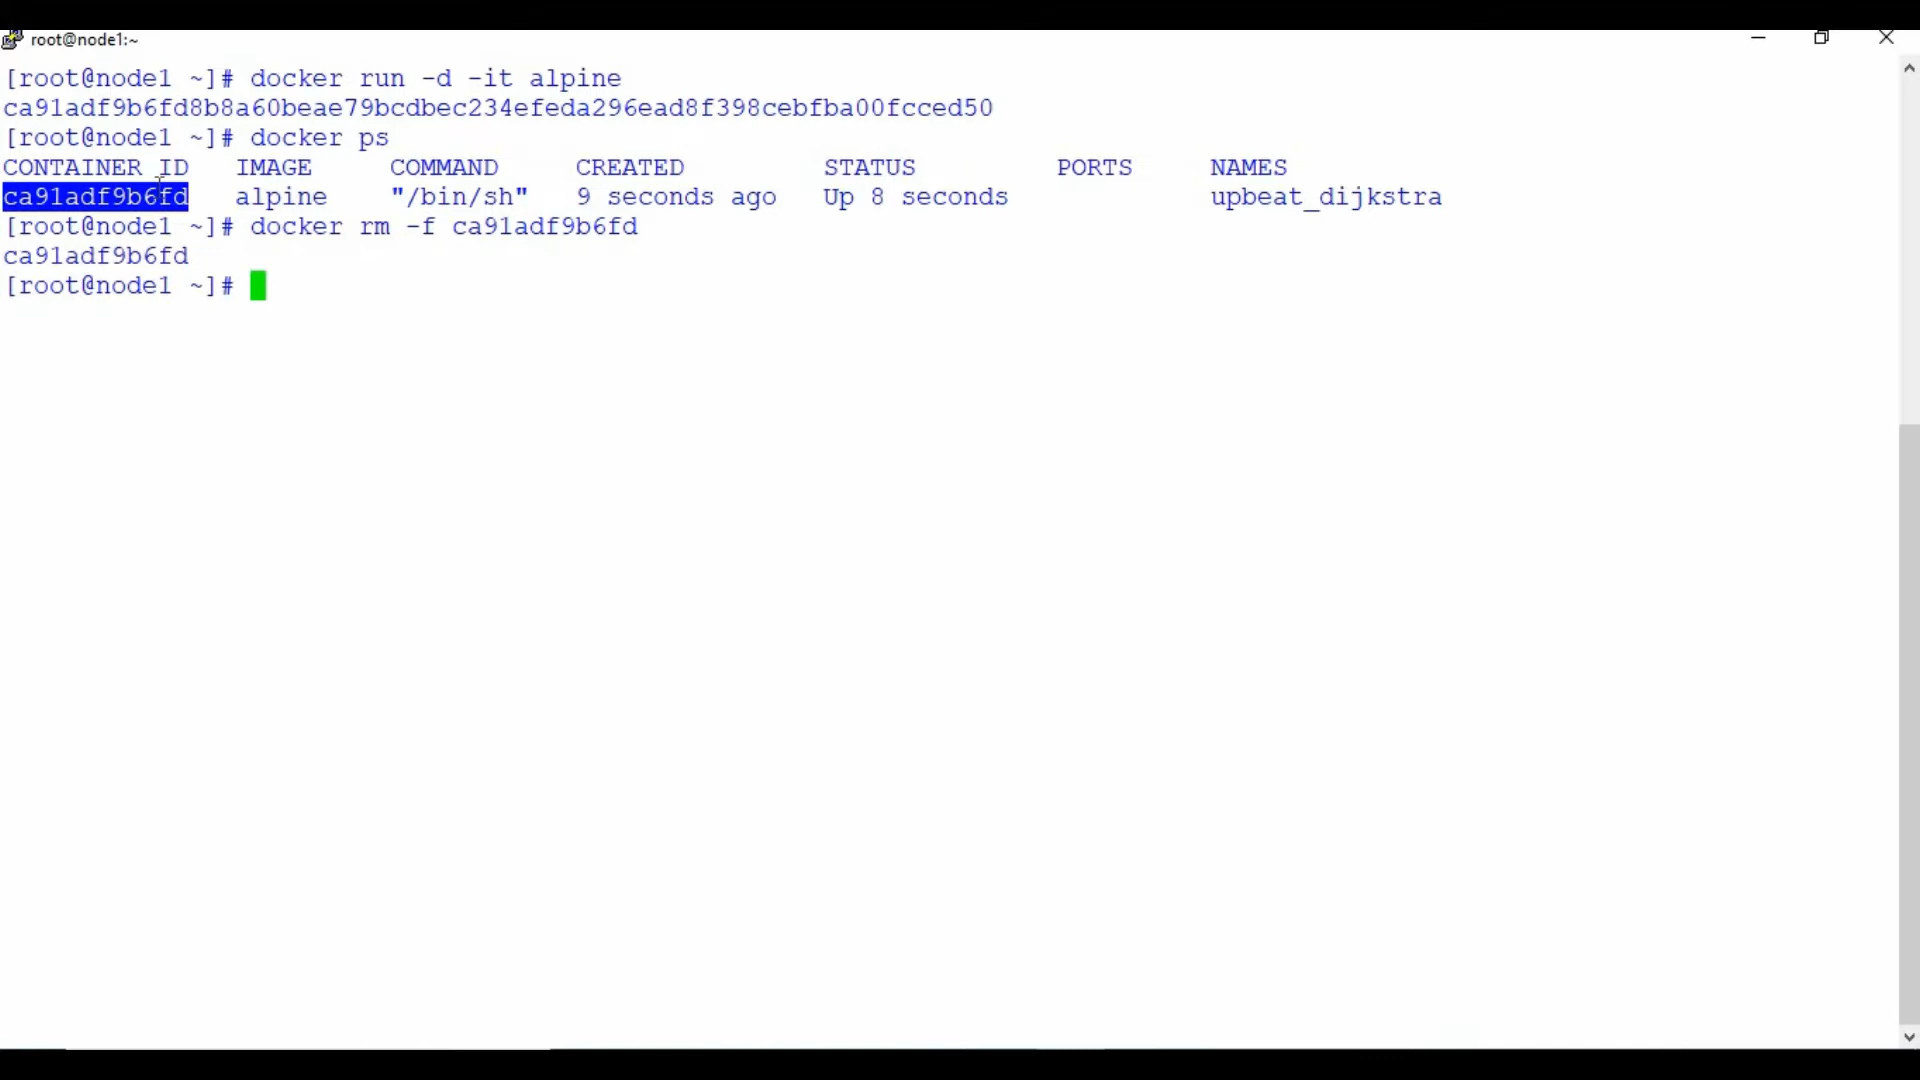 root@node1:~
[root@node1 ~]# docker run -d -it alpine
ca91adf9b6fd8b8a60beae79bcdbec234efeda296ead8f398cebfba00fcced50
[root@node1 ~]# docker ps
CONTAINER ID   IMAGE     COMMAND     CREATED         STATUS         PORTS     NAMES
ca91adf9b6fd   alpine    "/bin/sh"   9 seconds ago   Up 8 seconds             upbeat_dijkstra
[root@node1 ~]# docker rm -f ca91adf9b6fd
ca91adf9b6fd
[root@node1 ~]#